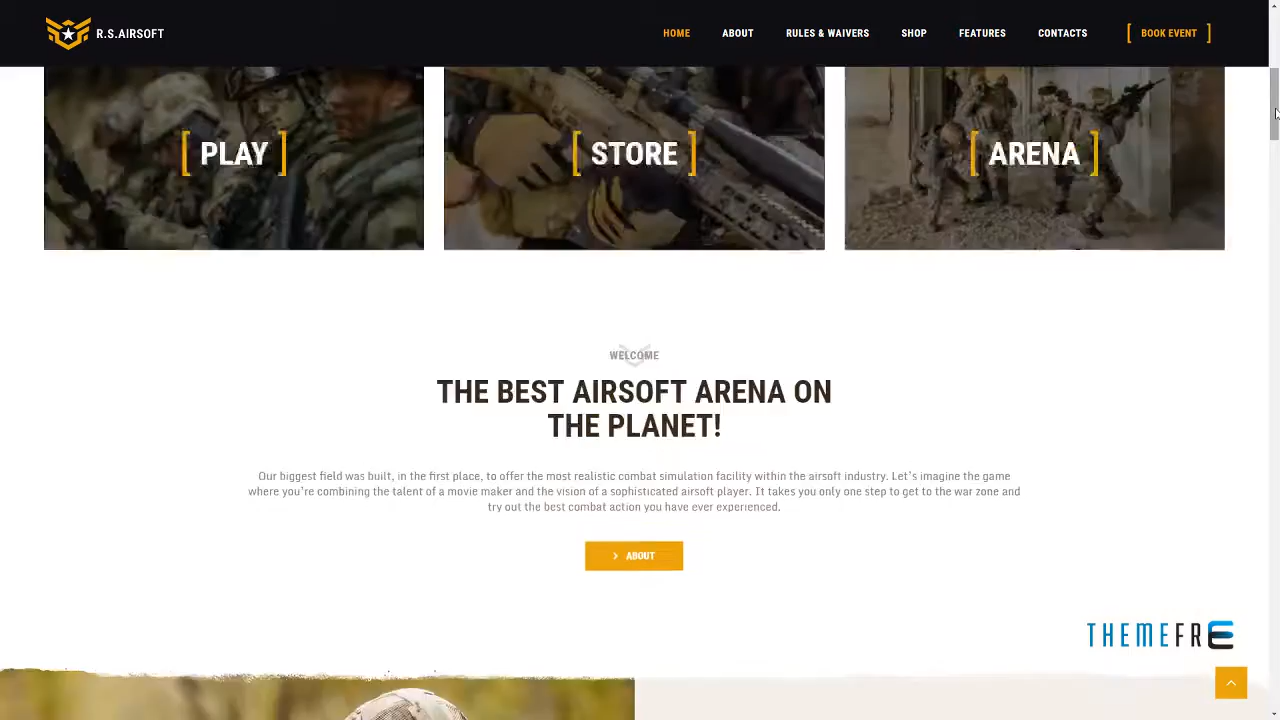 R.S.AIRSOFT
HOME ABOUT RULES & WAIVERS SHOP FEATURES CONTACTS [ BOOK EVENT ]
[ PLAY ] [ STORE ] [ ARENA ]
WELCOME
THE BEST AIRSOFT ARENA ON
THE PLANET!
Our biggest field was built, in the first place, to offer the most realistic combat simulation facility within the airsoft industry. Let's imagine the game
where you're combining the talent of a movie maker and the vision of a sophisticated airsoft player. It takes you only one step to get to the war zone and
try out the best combat action you have ever experienced.
> ABOUT
THEMEFRE